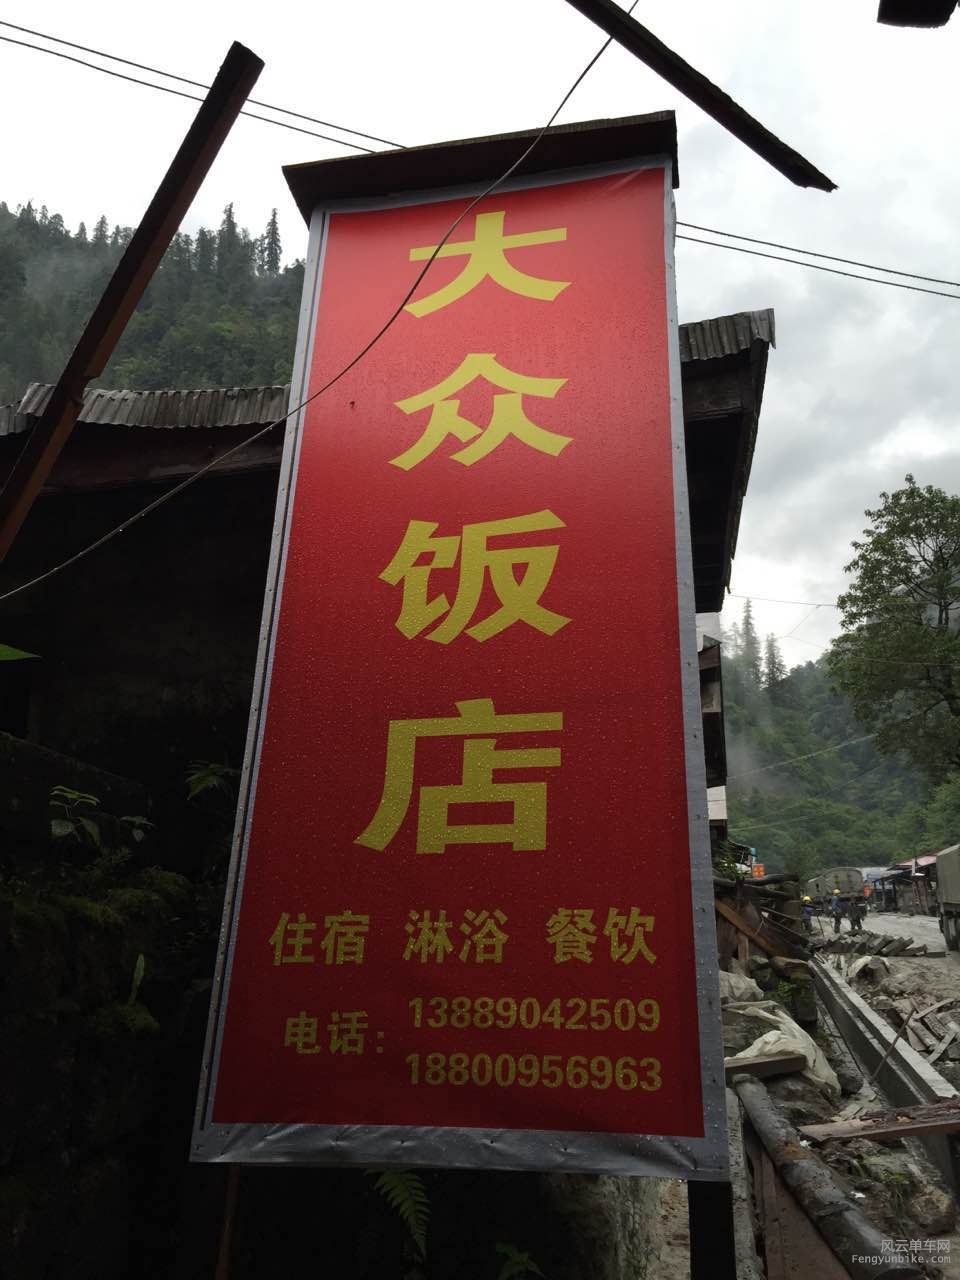 大众饭店
住宿 淋浴 餐饮
电话：13889042509
18800956963
风云单车网
Fengyunbike.com